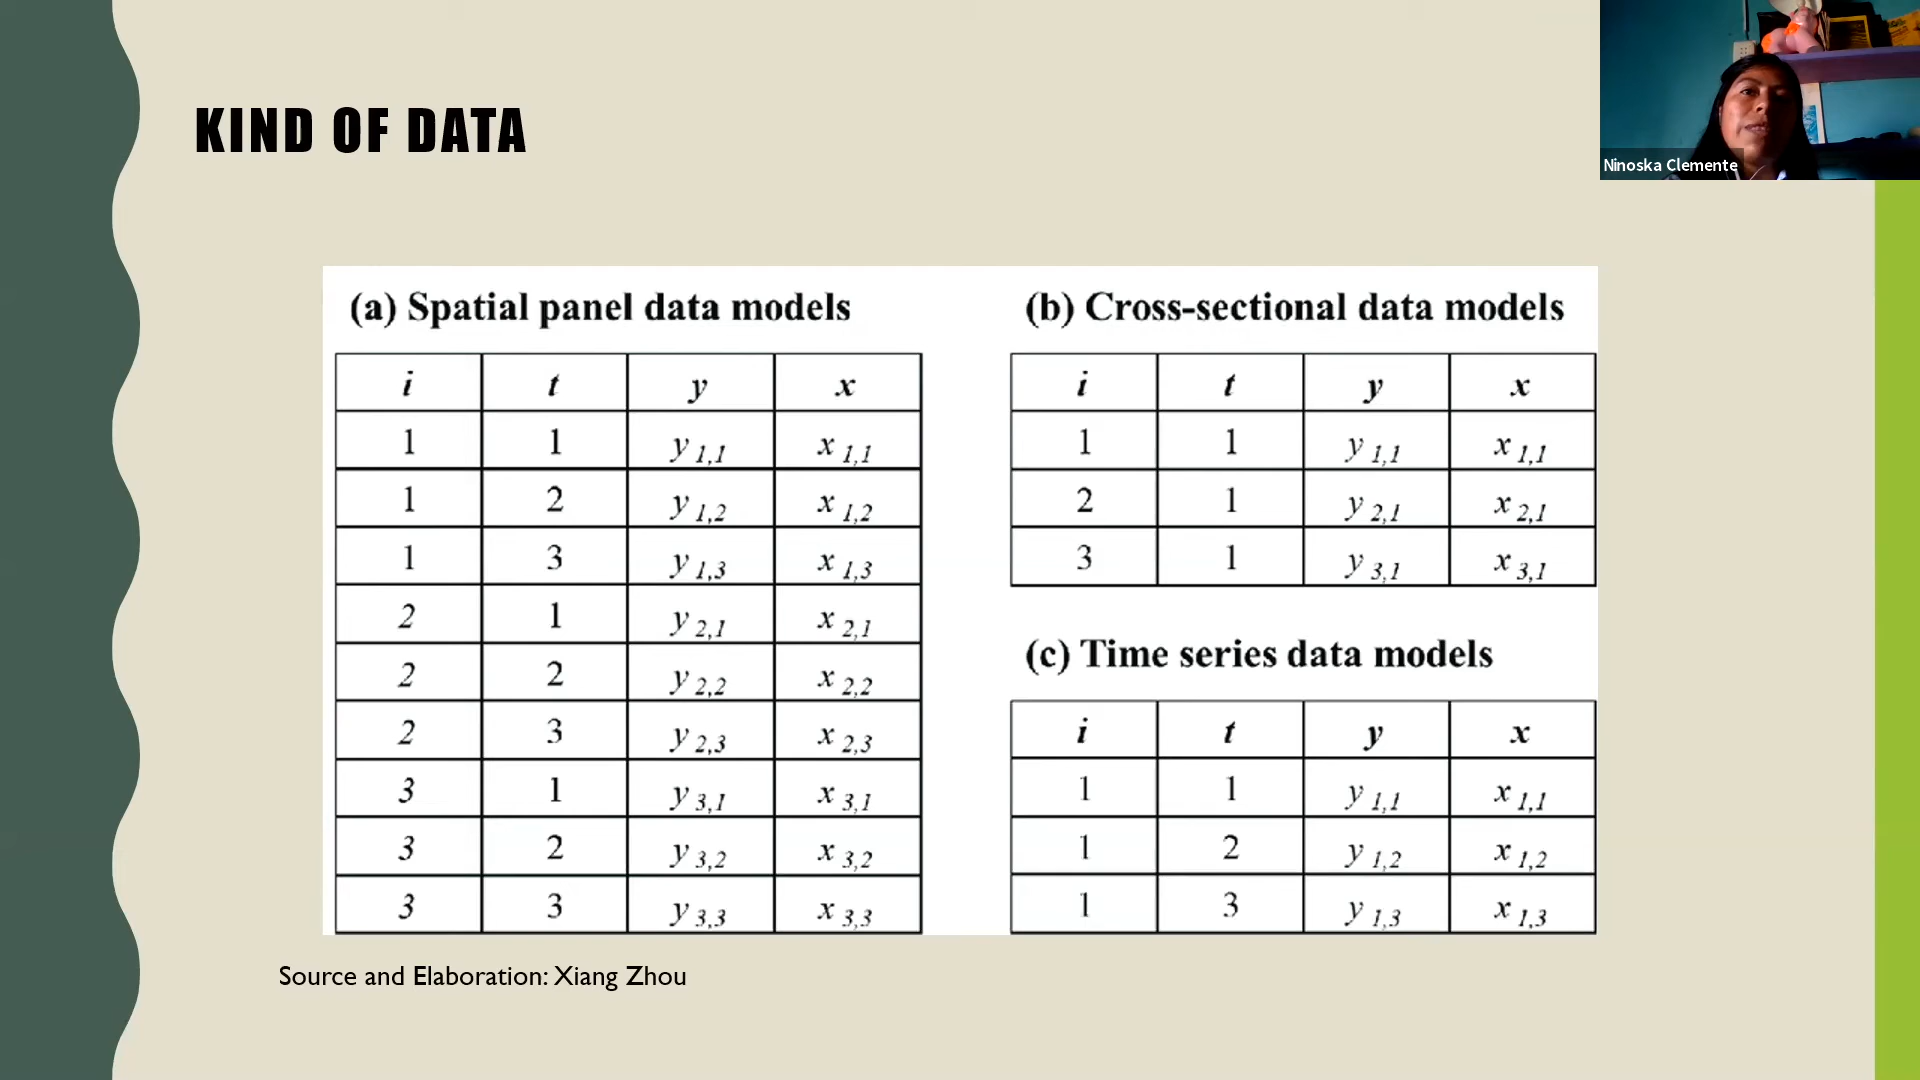 KIND OF DATA
Ninoska Clemente
(a) Spatial panel data models
i t y x
1 1 y 1,1 x 1,1
1 2 y 1,2 x 1,2
1 3 y 1,3 x 1,3
2 1 y 2,1 x 2,1
2 2 y 2,2 x 2,2
2 3 y 2,3 x 2,3
3 1 y 3,1 x 3,1
3 2 y 3,2 x 3,2
3 3 y 3,3 x 3,3
(b) Cross-sectional data models
i t y x
1 1 y 1,1 x 1,1
2 1 y 2,1 x 2,1
3 1 y 3,1 x 3,1
(c) Time series data models
i t y x
1 1 y 1,1 x 1,1
1 2 y 1,2 x 1,2
1 3 y 1,3 x 1,3
Source and Elaboration: Xiang Zhou